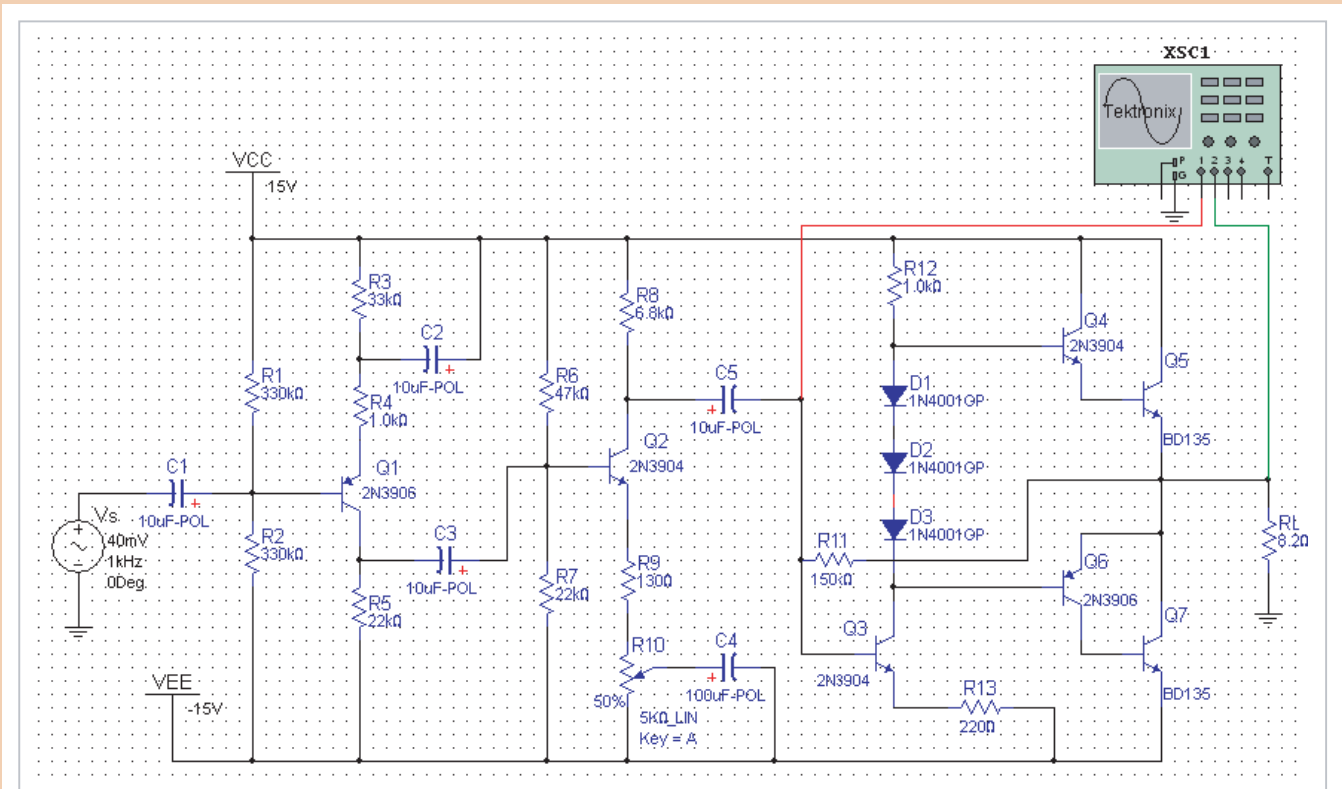 XSC1
Tektronix
P
G
1 2 3 4 T
VCC
15V
R3
33kΩ
C2
10uF-POL
R1
330kΩ
R4
1.0kΩ
Q1
2N3906
C1
10uF-POL
Vs
40mV
1kHz
0Deg
R2
330kΩ
C3
10uF-POL
R5
22kΩ
VEE
-15V
R6
47kΩ
R7
22kΩ
R8
6.8kΩ
Q2
2N3904
R9
130Ω
R10
50%
5KΩ_LIN
Key = A
C4
100uF-POL
C5
10uF-POL
R12
1.0kΩ
D1
1N4001GP
D2
1N4001GP
D3
1N4001GP
R11
150kΩ
Q3
2N3904
R13
220Ω
Q4
2N3904
Q5
BD135
Q6
2N3906
Q7
BD135
RL
8.2Ω